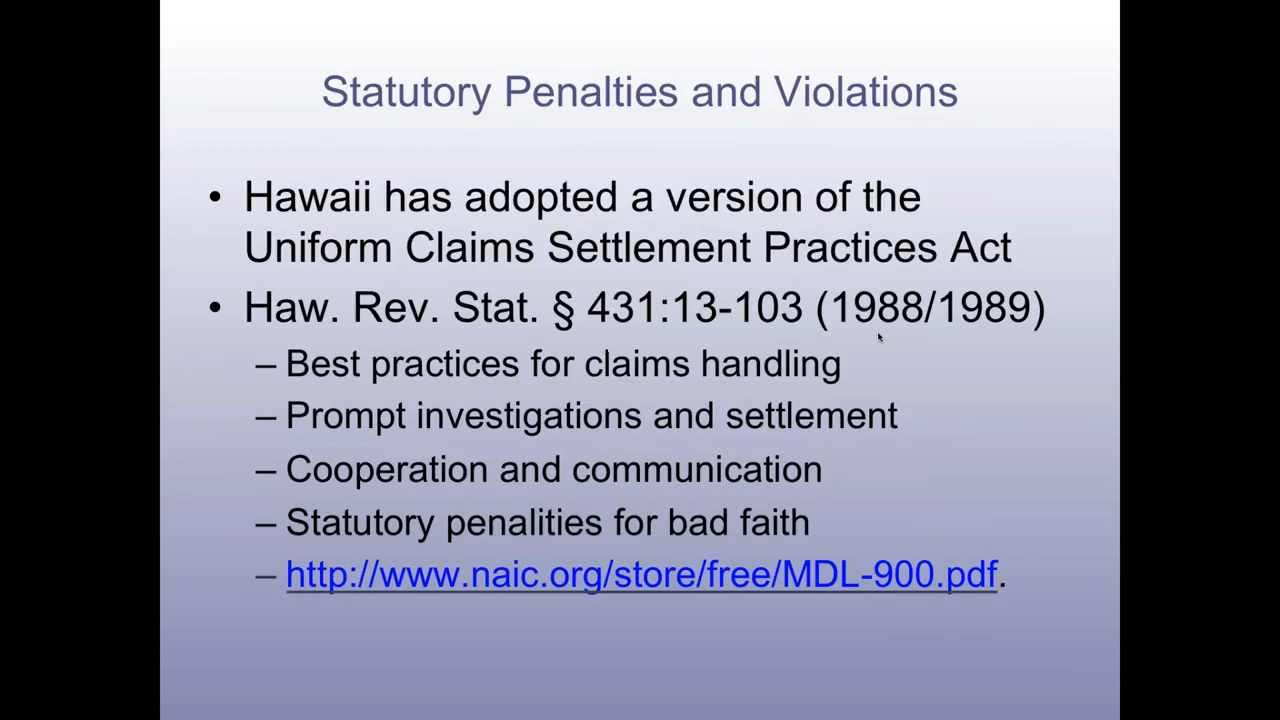 Statutory Penalties and Violations
• Hawaii has adopted a version of the
Uniform Claims Settlement Practices Act
• Haw. Rev. Stat. § 431:13-103 (1988/1989)
– Best practices for claims handling
– Prompt investigations and settlement
– Cooperation and communication
– Statutory penalities for bad faith
– http://www.naic.org/store/free/MDL-900.pdf.